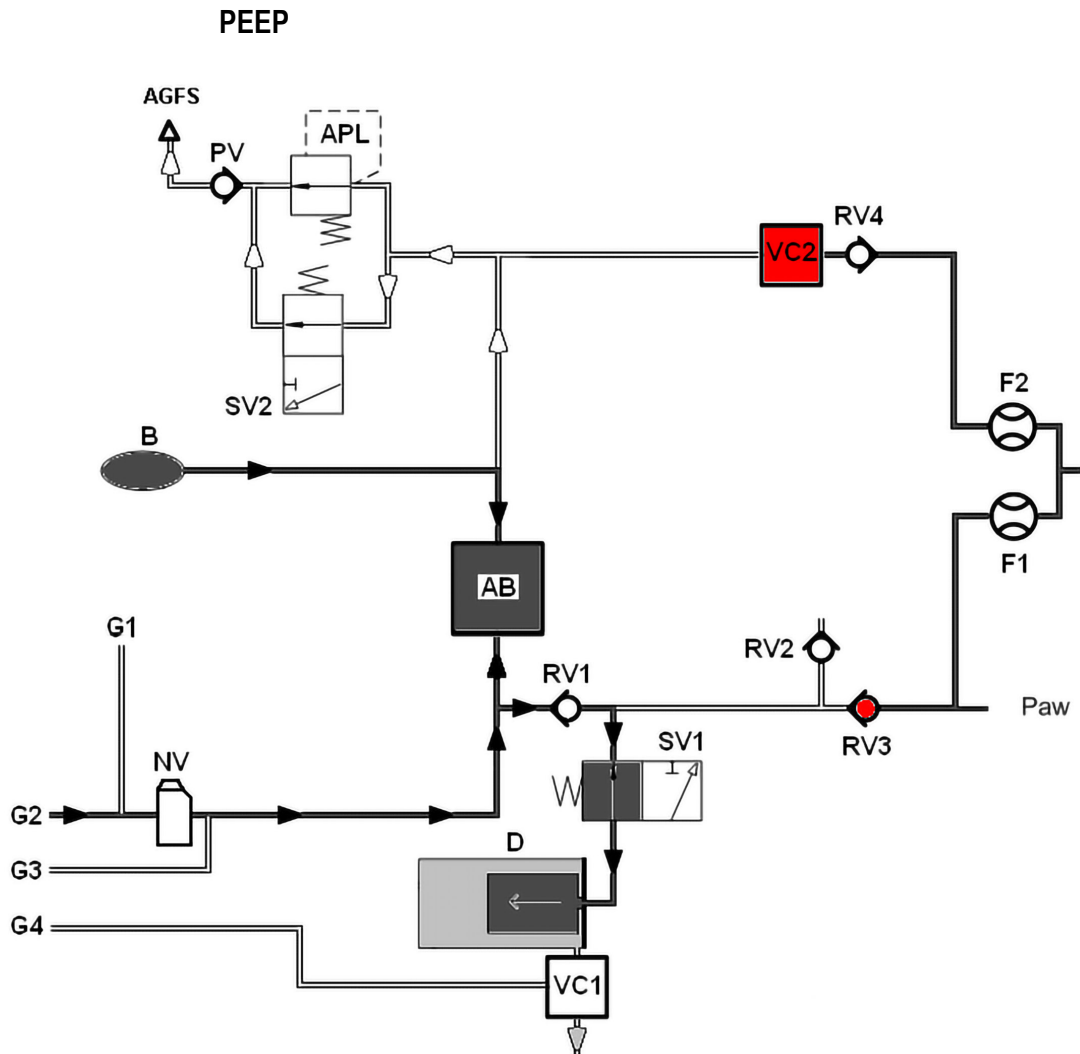 PEEP
AGFS
APL
PV
RV4
VC2
F2
SV2
B
F1
AB
G1
RV1
RV2
Paw
RV3
SV1
NV
G2
D
G3
G4
VC1